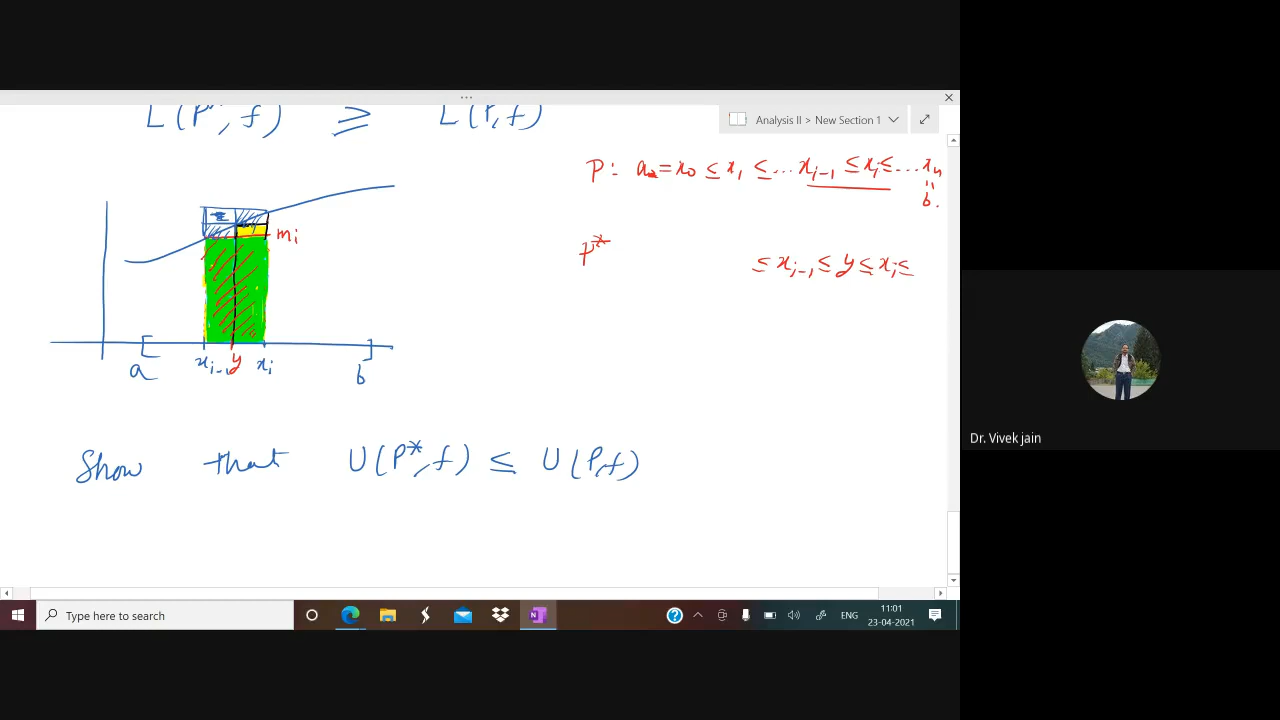 L(P*, f) ≥ L(P, f)
Analysis II > New Section 1
P: a = x₀ ≤ x₁ ≤ ... xᵢ₋₁ ≤ xᵢ ≤ ... xₙ
"
b.
mᵢ
P* ≤ xᵢ₋₁ ≤ y ≤ xᵢ ≤
a xᵢ₋₁ y xᵢ b
Show that U(P*, f) ≤ U(P, f)
Dr. Vivek jain
Type here to search
ENG
11:01
23-04-2021